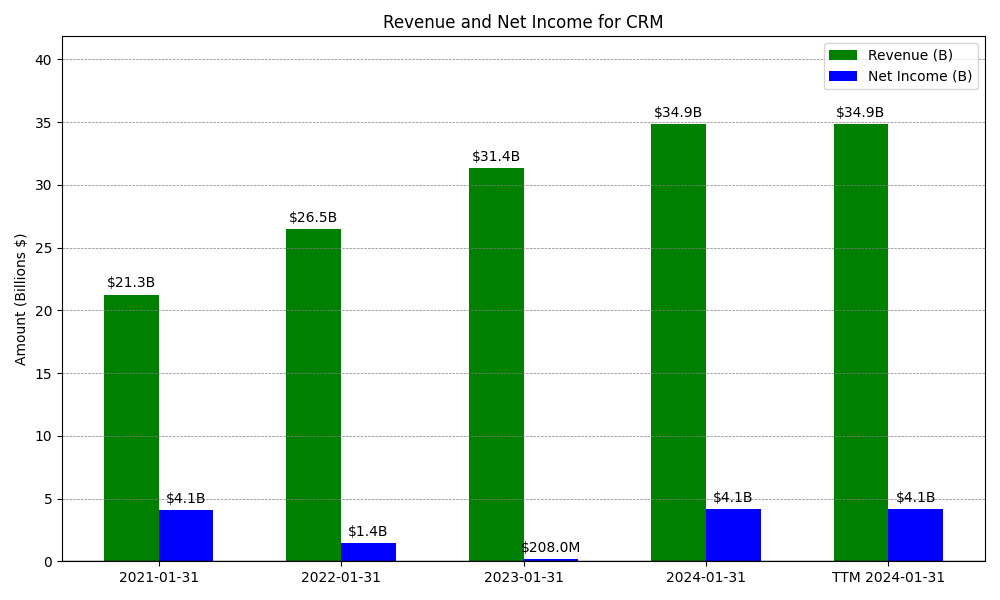 Revenue and Net Income for CRM
Revenue (B)
Net Income (B)
Amount (Billions $)
40
35
30
25
20
15
10
5
0
$21.3B
$4.1B
$26.5B
$1.4B
$31.4B
$208.0M
$34.9B
$4.1B
$34.9B
$4.1B
2021-01-31
2022-01-31
2023-01-31
2024-01-31
TTM 2024-01-31